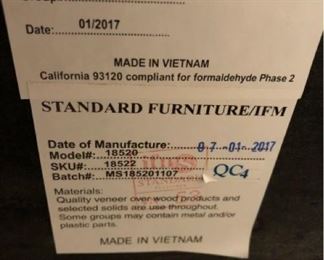 Date: 01/2017
MADE IN VIETNAM
California 93120 compliant for formaldehyde Phase 2
STANDARD FURNITURE/IFM
Date of Manufacture: 07-01-2017
Model#: 18520
SKU#: 18522
Batch#: MS185201107 QC4
Materials:
Quality veneer over wood products and
selected solids are use throughout.
Some groups may contain metal and/or
plastic parts.
MADE IN VIETNAM